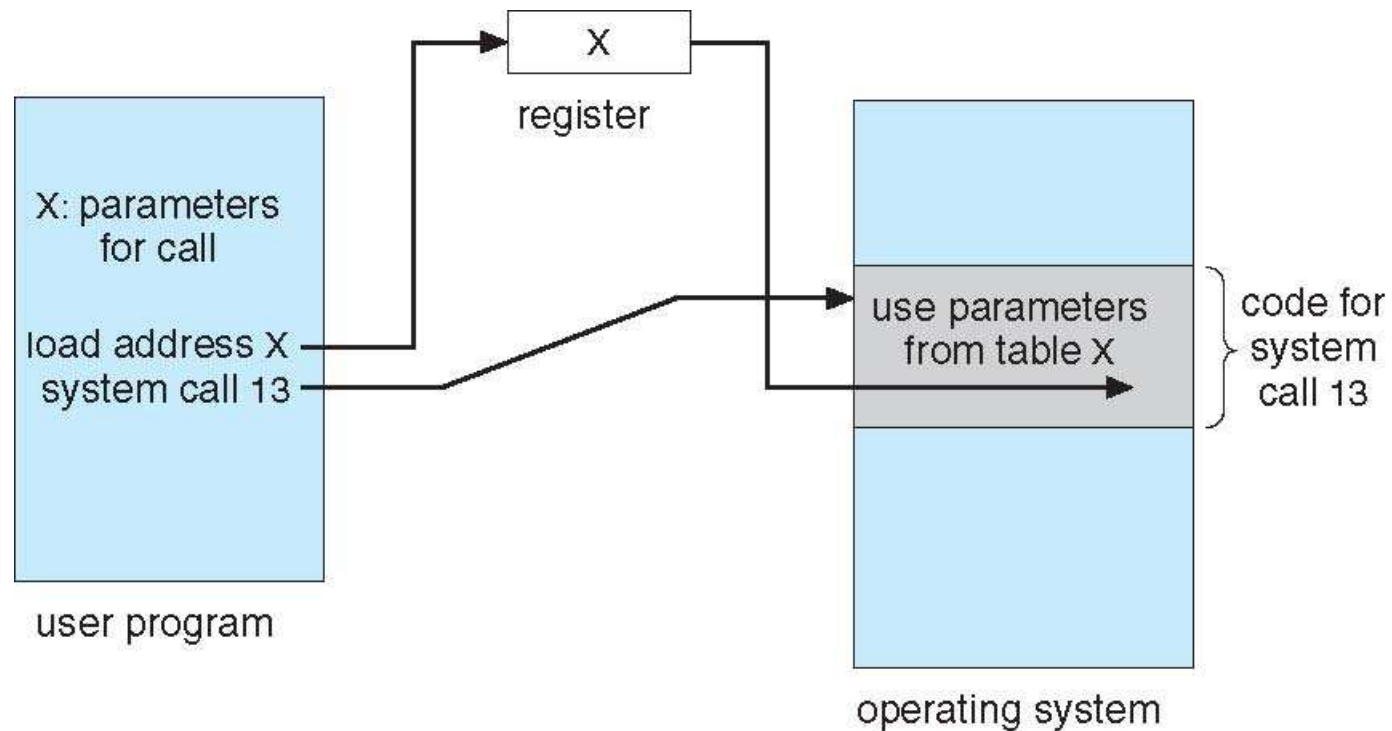 X
register
X: parameters
for call
load address X
system call 13
user program
use parameters
from table X
code for
system
call 13
operating system